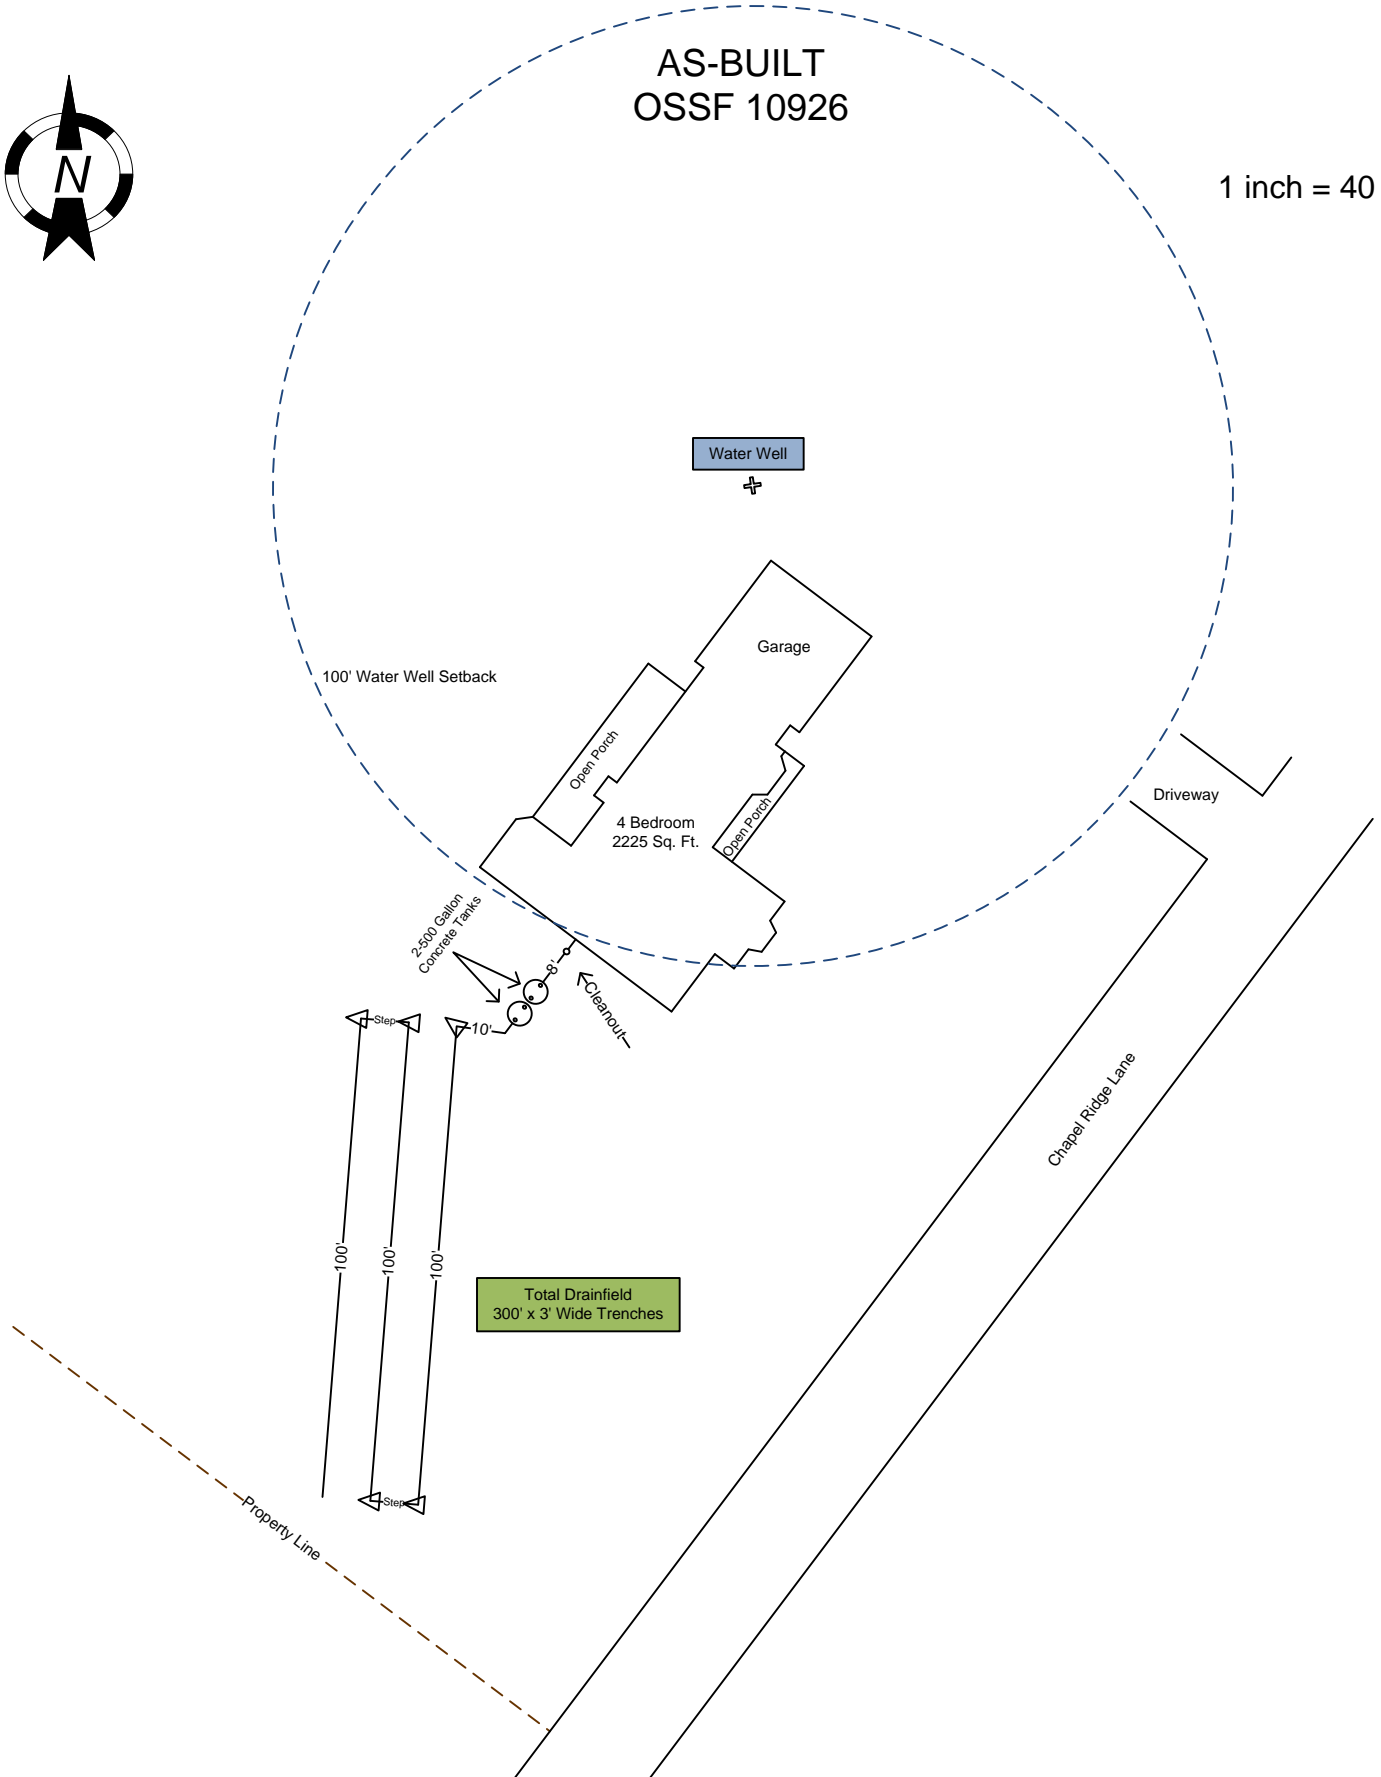 AS-BUILT
OSSF 10926
N
1 inch = 40
Water Well
Garage
100' Water Well Setback
Open Porch
4 Bedroom
2225 Sq. Ft.
Open Porch
Driveway
2-500 Gallon
Concrete Tanks
8'
Cleanout
10'
Step
Chapel Ridge Lane
100'
100'
100'
Total Drainfield
300' x 3' Wide Trenches
Step
Property Line